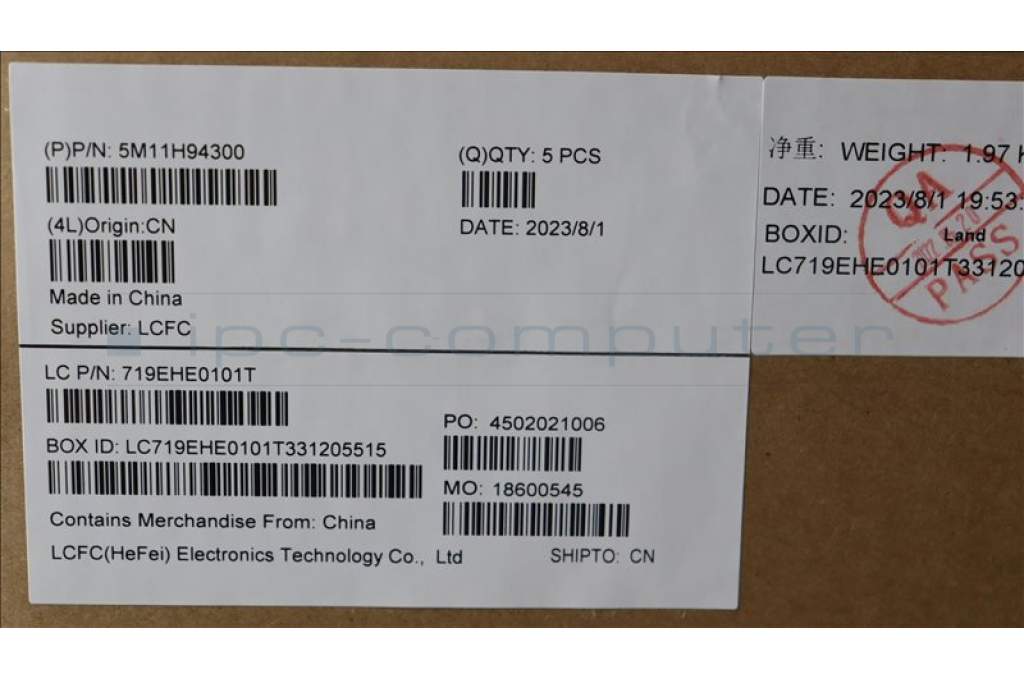 (P)P/N: 5M11H94300
(Q)QTY: 5 PCS
(4L)Origin:CN
DATE: 2023/8/1
Made in China
Supplier: LCFC
LC P/N: 719EHE0101T
PO: 4502021006
BOX ID: LC719EHE0101T331205515
MO: 18600545
Contains Merchandise From: China
LCFC(HeFei) Electronics Technology Co., Ltd
SHIPTO: CN
净重: WEIGHT: 1.97
DATE: 2023/8/1 19:53:
BOXID:
LC719EHE0101T33120
QA
Land
PASS
ipc-computer